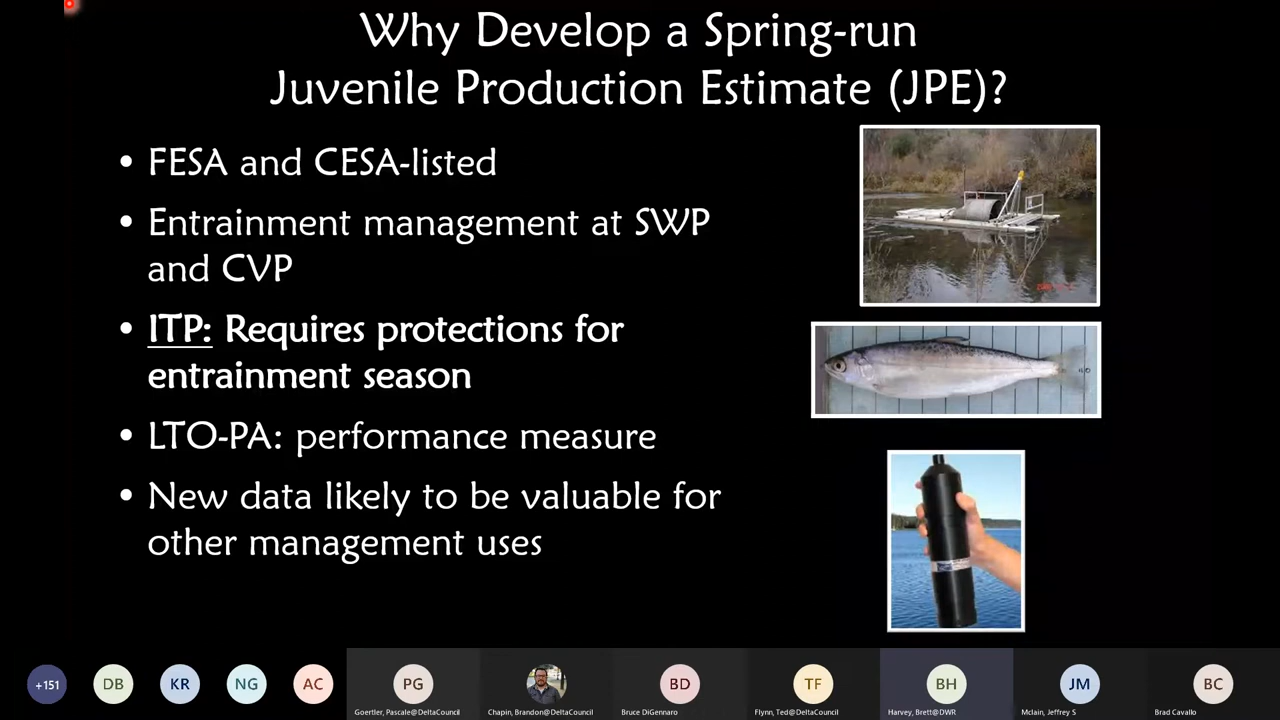 Why Develop a Spring-run
Juvenile Production Estimate (JPE)?
• FESA and CESA-listed
• Entrainment management at SWP
and CVP
• ITP: Requires protections for
entrainment season
• LTO-PA: performance measure
• New data likely to be valuable for
other management uses
+151
DB
KR
NG
AC
PG
BD
TF
BH
JM
BC
Goertler, Pascale@DeltaCouncil
Chapin, Brandon@DeltaCouncil
Bruce DiGennaro
Flynn, Ted@DeltaCouncil
Harvey, Brett@DWR
Mclain, Jeffrey S
Brad Cavallo